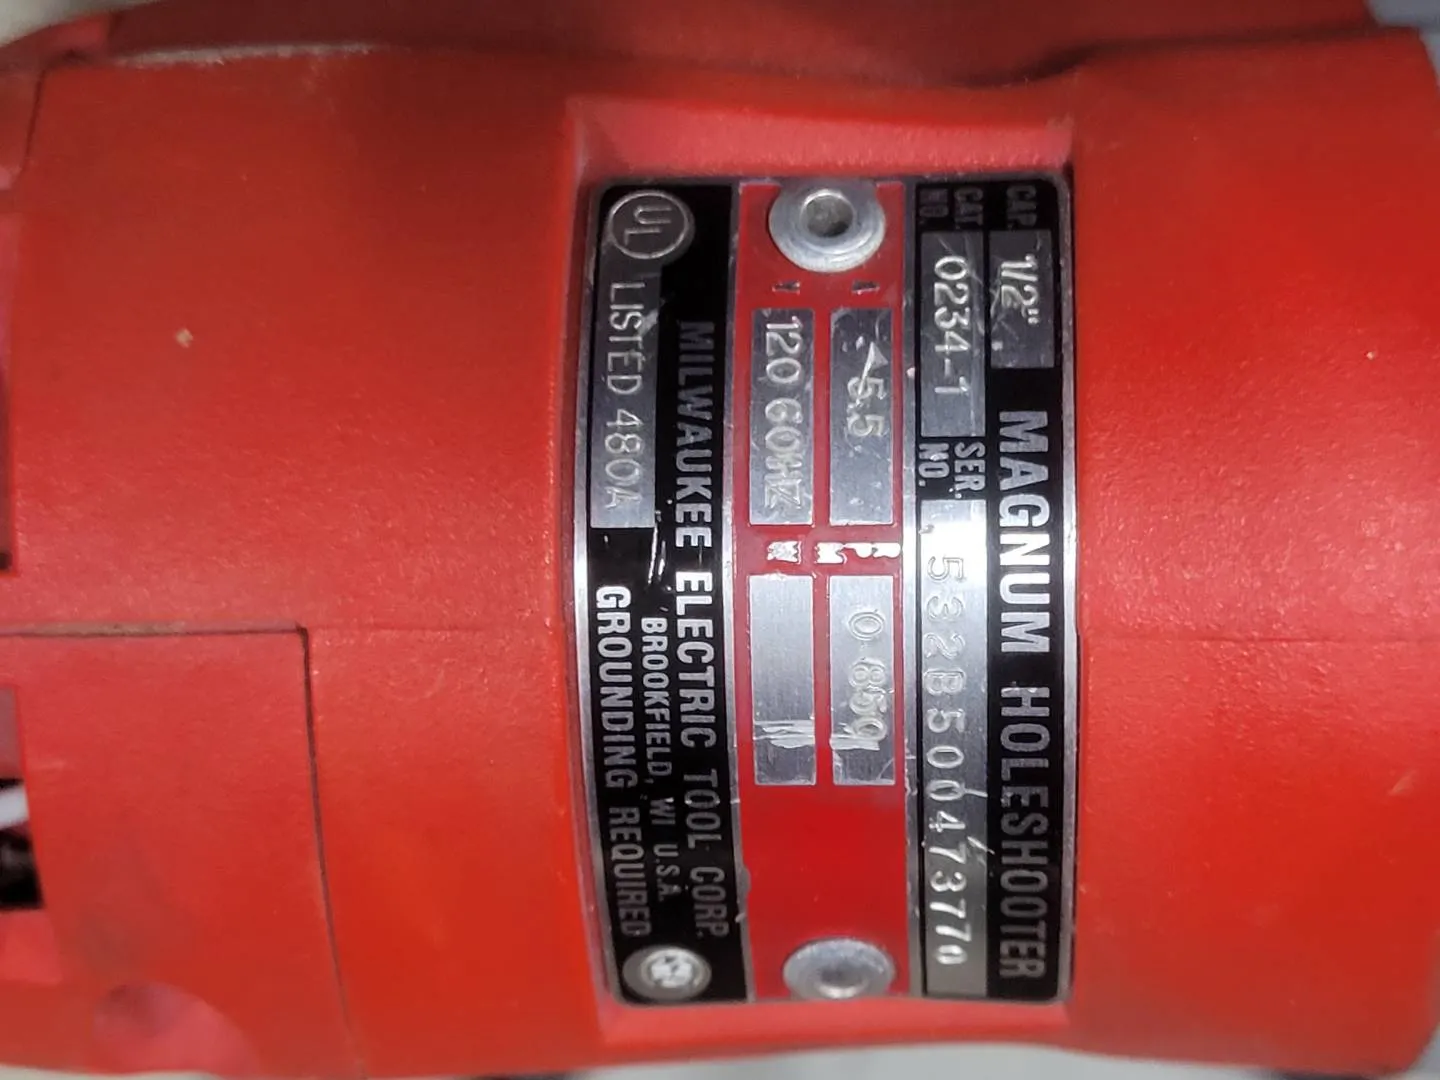 CAP. 1/2" MAGNUM HOLESHOOTER
CAT. NO. 0234-1 SER. NO. 532B500473770
A 5.5 RPM 0-850
V 120 60HZ W
MILWAUKEE ELECTRIC TOOL CORP.
BROOKFIELD, WI U.S.A.
UL LISTED 480A GROUNDING REQUIRED